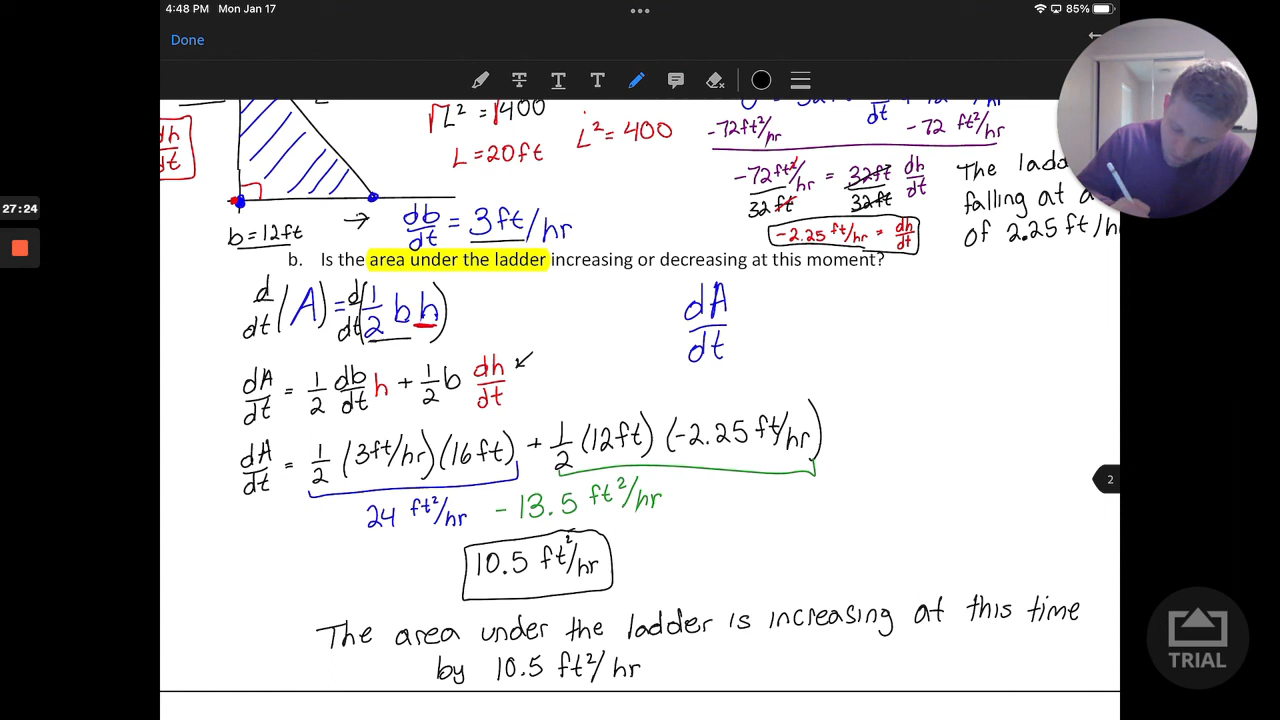 4:48 PM Mon Jan 17
85%
Done
T T T
27:24
dh
dt
√L² = √400
L² = 400
L = 20ft
b = 12ft
db/dt = 3ft/hr
dt
-72ft²/hr -72 ft²/hr
-72ft²/hr = 32ft dh
32ft 32ft dt
-2.25 ft/hr = dh/dt
The
falling at
of 2.25 ft/h
b. Is the area under the ladder increasing or decreasing at this moment?
d/dt (A) = d/dt (1/2 b h)
dA/dt
dA/dt = 1/2 db/dt h + 1/2 b dh/dt
dA/dt = 1/2 (3ft/hr)(16ft) + 1/2 (12ft) (-2.25 ft/hr)
24 ft²/hr - 13.5 ft²/hr
10.5 ft²/hr
The area under the ladder is increasing at this time
by 10.5 ft²/hr
2
TRIAL